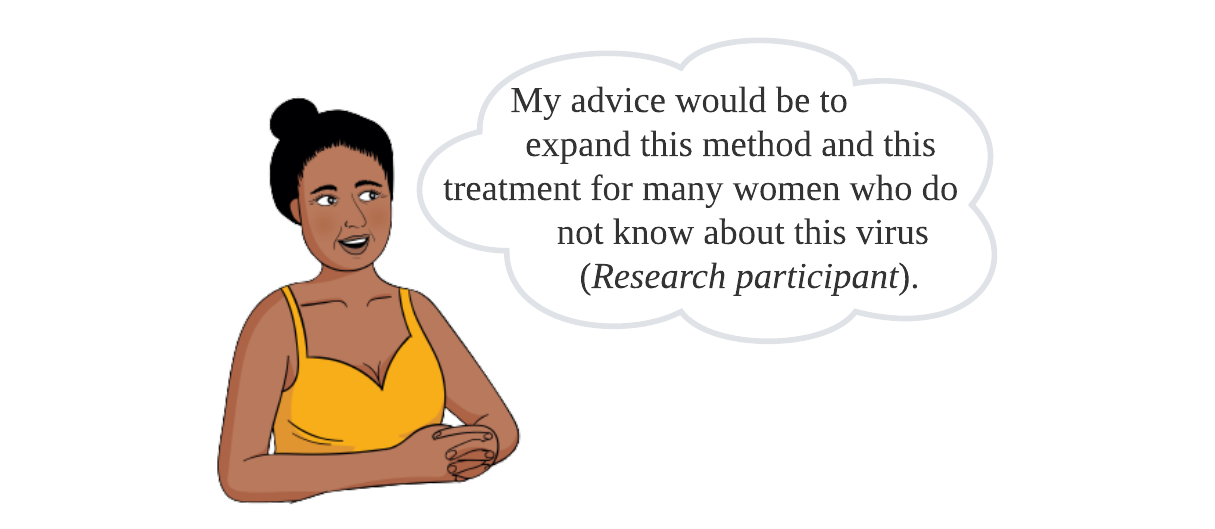 My advice would be to
expand this method and this
treatment for many women who do
not know about this virus
(Research participant).